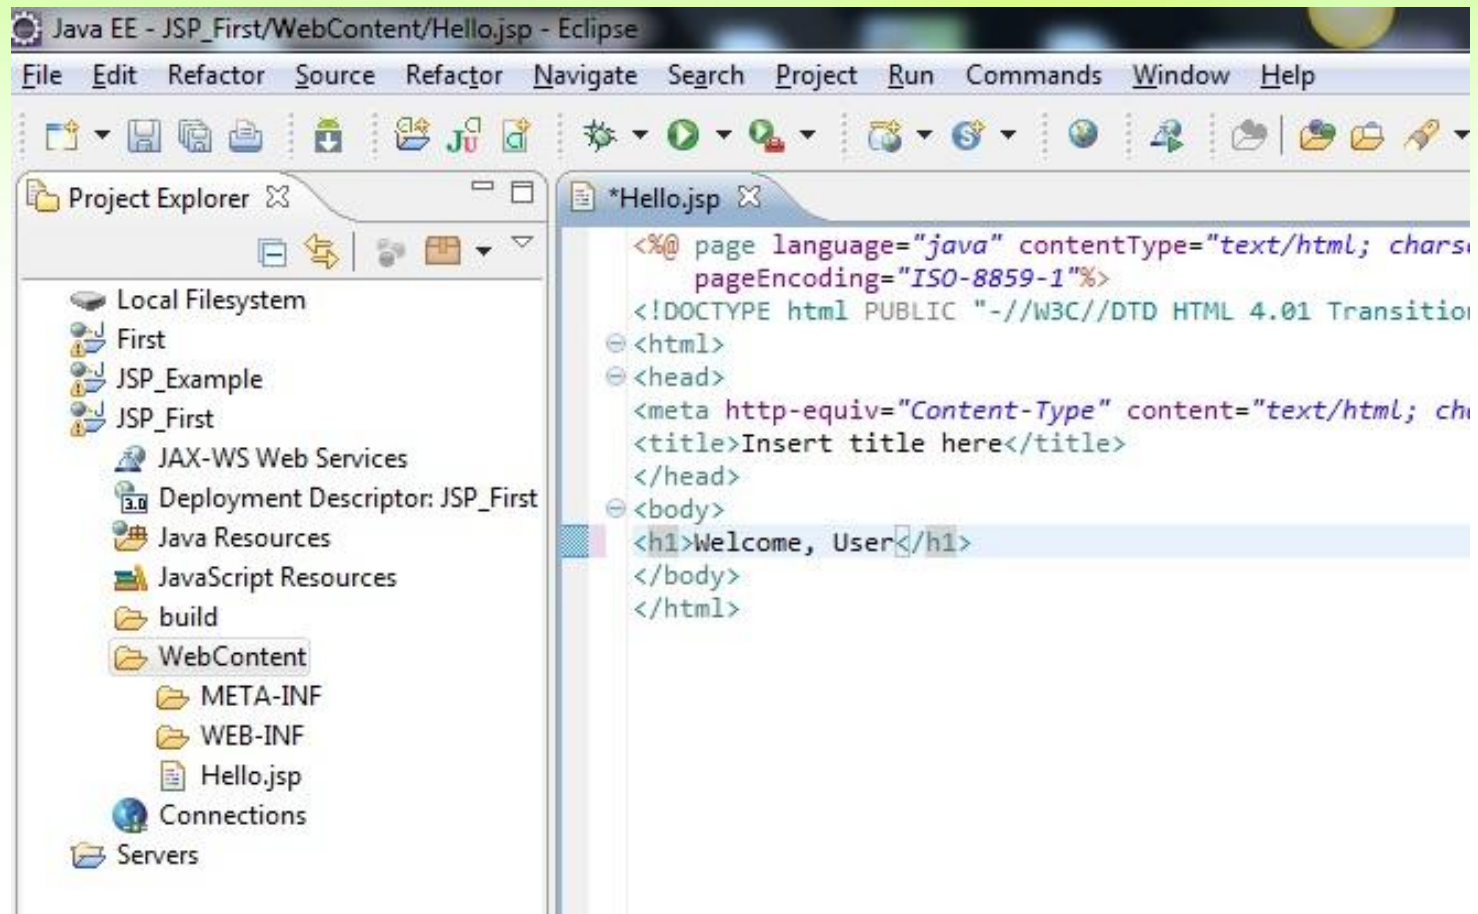 Java EE - JSP_First/WebContent/Hello.jsp - Eclipse
File Edit Refactor Source Refactor Navigate Search Project Run Commands Window Help
Project Explorer
*Hello.jsp
Local Filesystem
First
JSP_Example
JSP_First
JAX-WS Web Services
3.0 Deployment Descriptor: JSP_First
Java Resources
JavaScript Resources
build
WebContent
META-INF
WEB-INF
Hello.jsp
Connections
Servers
<%@ page language="java" contentType="text/html; chars
pageEncoding="ISO-8859-1"%>
<!DOCTYPE html PUBLIC "-//W3C//DTD HTML 4.01 Transition
<html>
<head>
<meta http-equiv="Content-Type" content="text/html; cha
<title>Insert title here</title>
</head>
<body>
<h1>Welcome, User</h1>
</body>
</html>